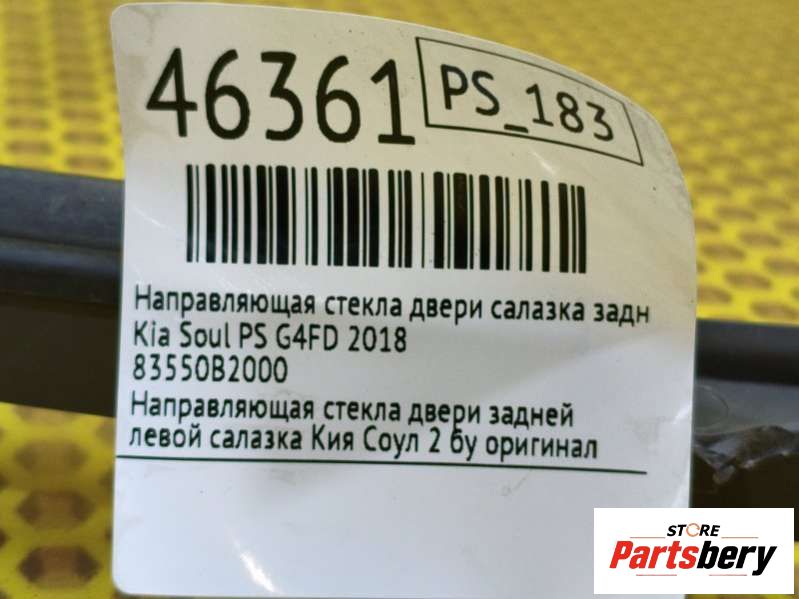 46361
PS_183
Направляющая стекла двери салазка задн
Kia Soul PS G4FD 2018
83550B2000
Направляющая стекла двери задней
левой салазка Кия Соул 2 бу оригинал
STORE
Partsbery